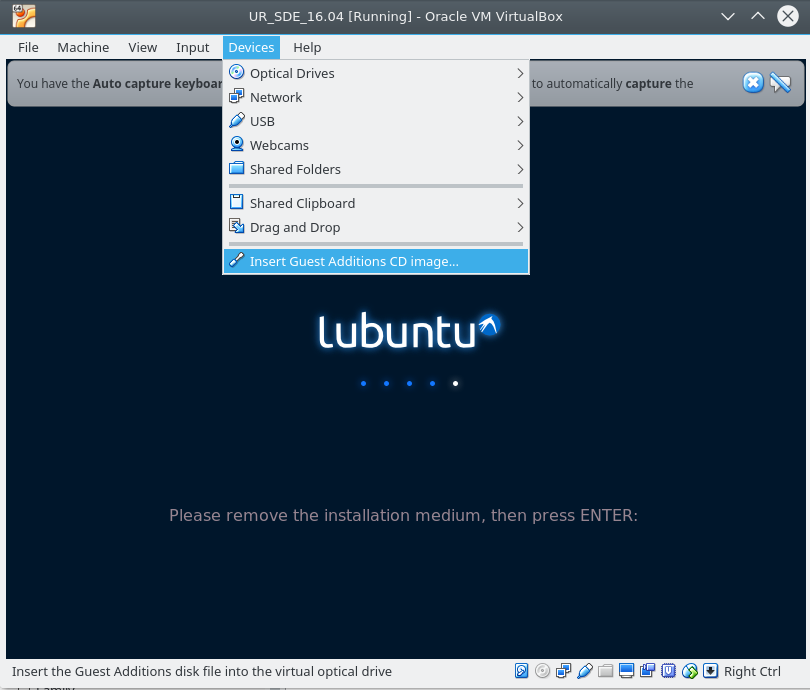 UR_SDE_16.04 [Running] - Oracle VM VirtualBox
File Machine View Input Devices Help
You have the Auto capture keyboar
to automatically capture the
Optical Drives
Network
USB
Webcams
Shared Folders
Shared Clipboard
Drag and Drop
Insert Guest Additions CD image...
lubuntu
Please remove the installation medium, then press ENTER:
Insert the Guest Additions disk file into the virtual optical drive
Right Ctrl